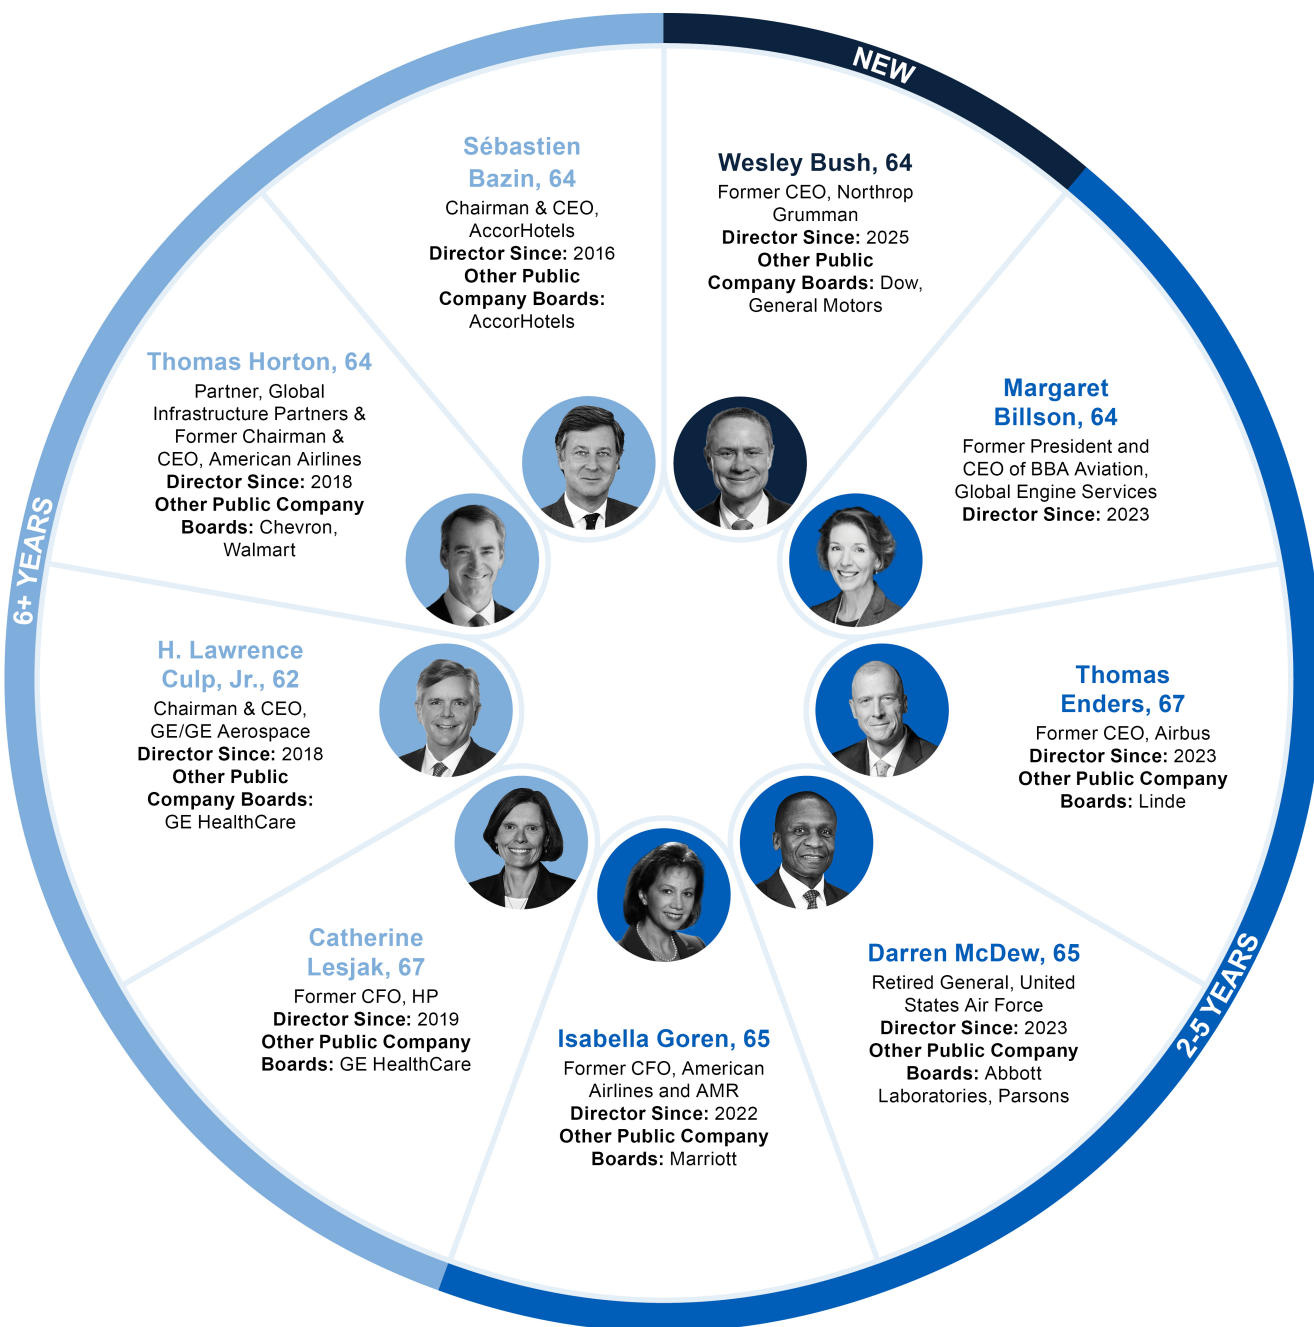 NEW
Wesley Bush, 64
Former CEO, Northrop
Grumman
Director Since: 2025
Other Public
Company Boards: Dow,
General Motors
2-5 YEARS
Margaret
Billson, 64
Former President and
CEO of BBA Aviation,
Global Engine Services
Director Since: 2023
Thomas
Enders, 67
Former CEO, Airbus
Director Since: 2023
Other Public Company
Boards: Linde
Darren McDew, 65
Retired General, United
States Air Force
Director Since: 2023
Other Public Company
Boards: Abbott
Laboratories, Parsons
Isabella Goren, 65
Former CFO, American
Airlines and AMR
Director Since: 2022
Other Public Company
Boards: Marriott
6+ YEARS
Catherine
Lesjak, 67
Former CFO, HP
Director Since: 2019
Other Public Company
Boards: GE HealthCare
H. Lawrence
Culp, Jr., 62
Chairman & CEO,
GE/GE Aerospace
Director Since: 2018
Other Public
Company Boards:
GE HealthCare
Thomas Horton, 64
Partner, Global
Infrastructure Partners &
Former Chairman &
CEO, American Airlines
Director Since: 2018
Other Public Company
Boards: Chevron,
Walmart
Sébastien
Bazin, 64
Chairman & CEO,
AccorHotels
Director Since: 2016
Other Public
Company Boards:
AccorHotels